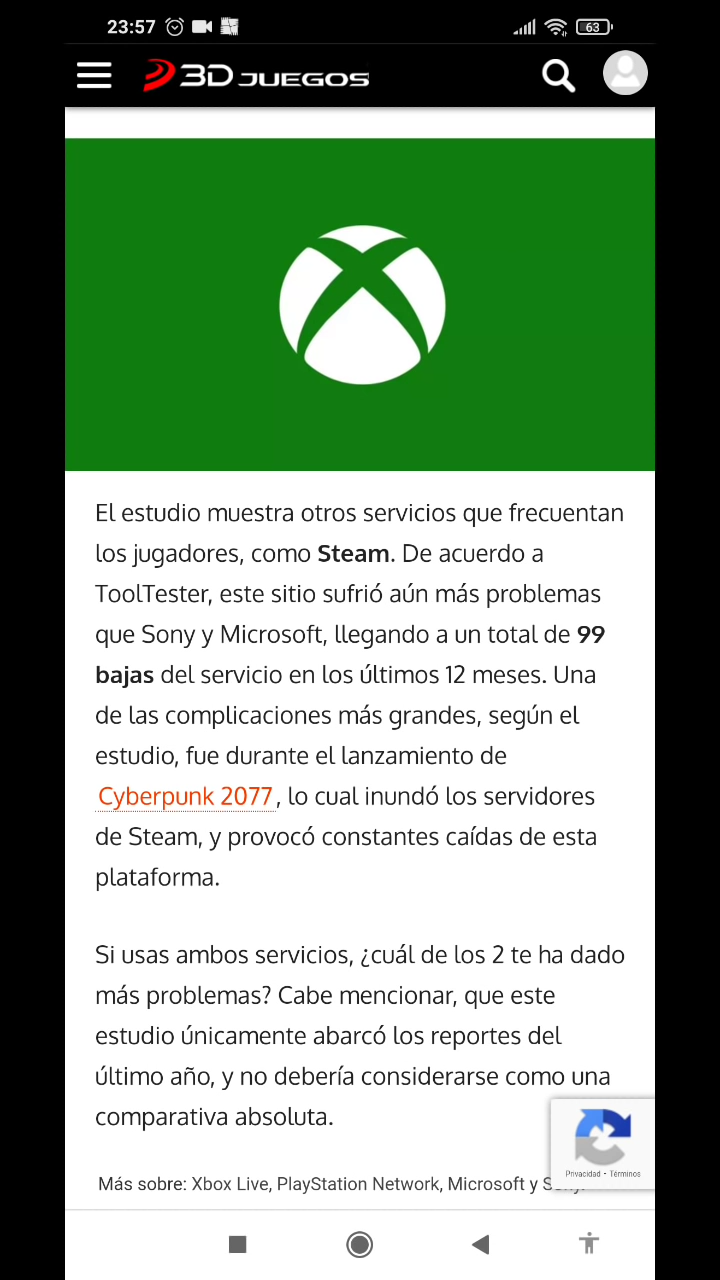 23:57
63
3D JUEGOS
El estudio muestra otros servicios que frecuentan
los jugadores, como Steam. De acuerdo a
ToolTester, este sitio sufrió aún más problemas
que Sony y Microsoft, llegando a un total de 99
bajas del servicio en los últimos 12 meses. Una
de las complicaciones más grandes, según el
estudio, fue durante el lanzamiento de
Cyberpunk 2077, lo cual inundó los servidores
de Steam, y provocó constantes caídas de esta
plataforma.
Si usas ambos servicios, ¿cuál de los 2 te ha dado
más problemas? Cabe mencionar, que este
estudio únicamente abarcó los reportes del
último año, y no debería considerarse como una
comparativa absoluta.
Privacidad • Términos
Más sobre: Xbox Live, PlayStation Network, Microsoft y